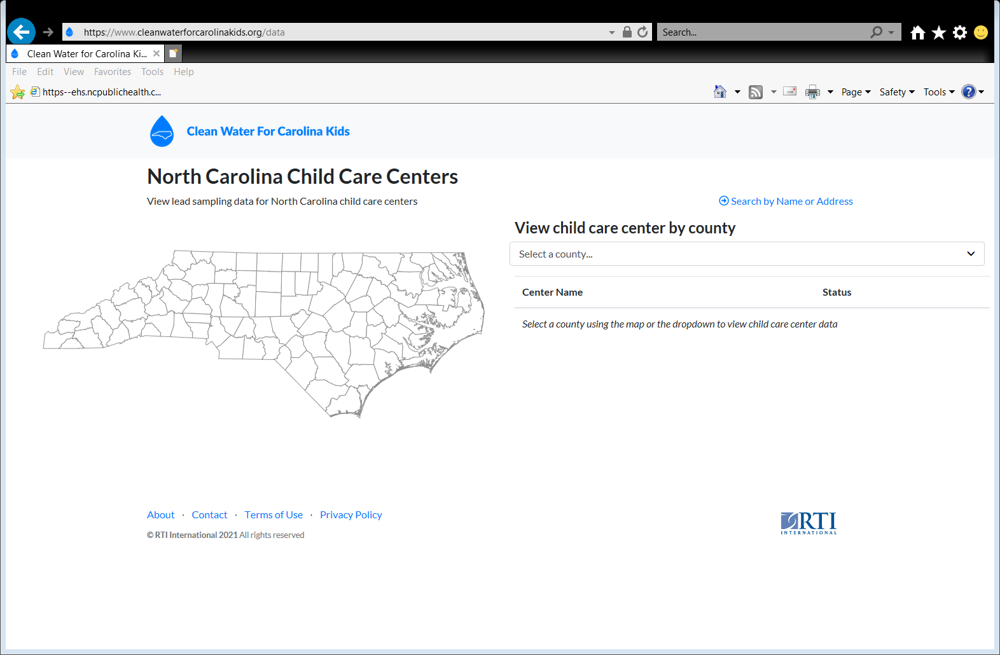 https://www.cleanwaterforcarolinakids.org/data
Search...
Clean Water for Carolina Ki...
File Edit View Favorites Tools Help
https--ehs.ncpublichealth.c...
Page Safety Tools
Clean Water For Carolina Kids
North Carolina Child Care Centers
View lead sampling data for North Carolina child care centers
Search by Name or Address
View child care center by county
Select a county...
Center Name Status
Select a county using the map or the dropdown to view child care center data
About · Contact · Terms of Use · Privacy Policy
RTI
INTERNATIONAL
© RTI International 2021 All rights reserved